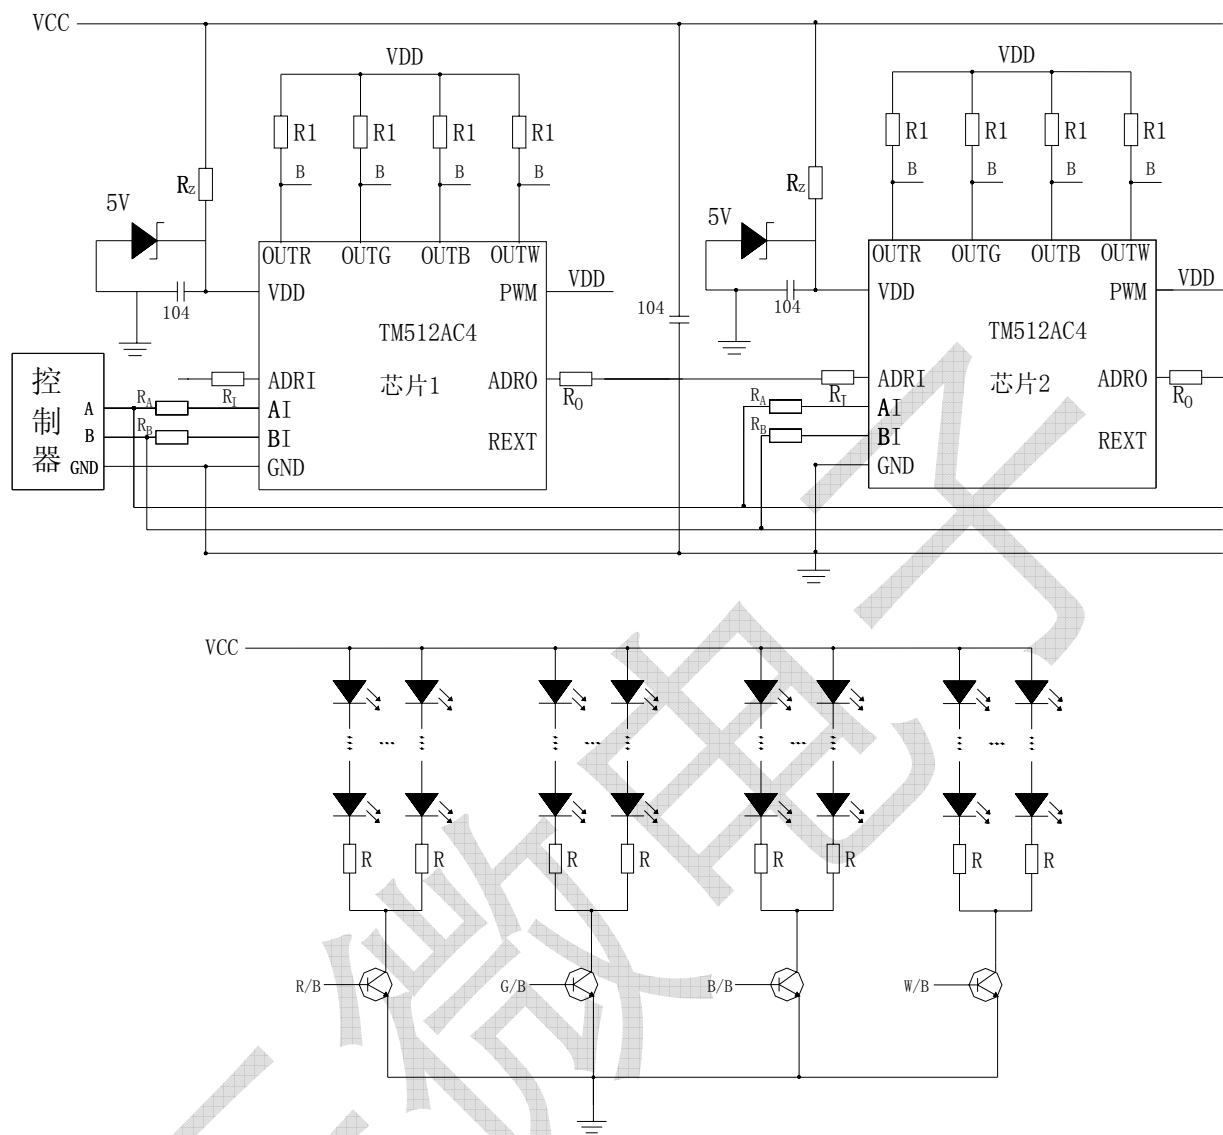 VCC
VDD VDD
R1 R1 R1 R1 R1 R1 R1 R1
B B B B B B B B
RZ RZ
5V 5V
OUTR OUTG OUTB OUTW OUTR OUTG OUTB OUTW
VDD PWM VDD VDD PWM VDD
104 104 104
TM512AC4 TM512AC4
控制器
ADRI 芯片1 ADRO ADRI 芯片2 ADRO
RI RO RI RO
A RA AI RA AI
B RB BI REXT RB BI REXT
GND GND GND
VCC
... ... ... ...
R R R R R R R R
R/B G/B B/B W/B
微电子